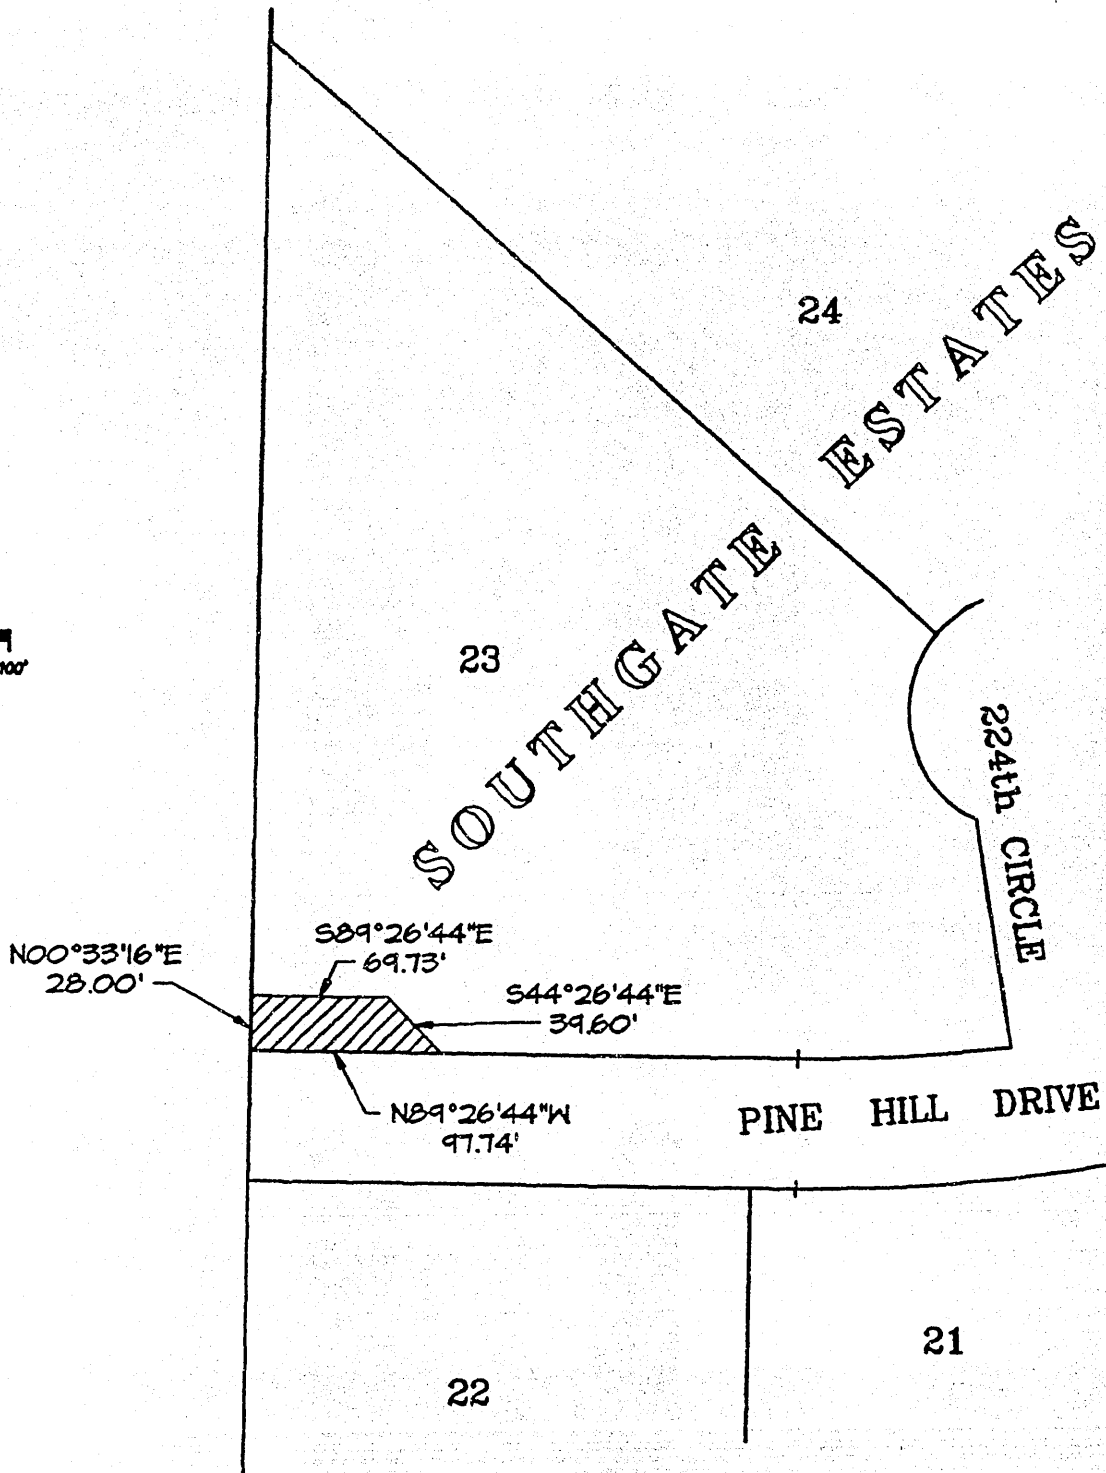 24
SOUTHGATE ESTATES
100'
23
224th CIRCLE
N00°33'16"E
28.00'
S89°26'44"E
69.73'
S44°26'44"E
39.60'
N89°26'44"W
97.74'
PINE HILL DRIVE
21
22